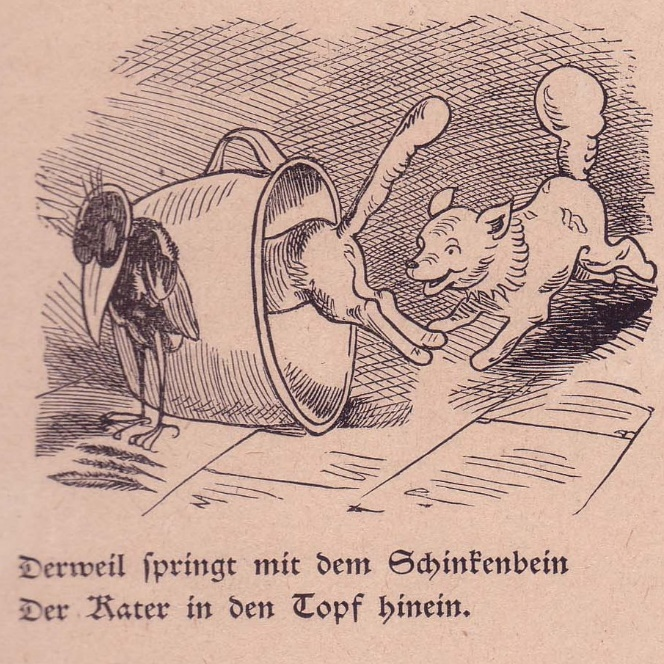 Derweil ſpringt mit dem Schinkenbein
Der Kater in den Topf hinein.